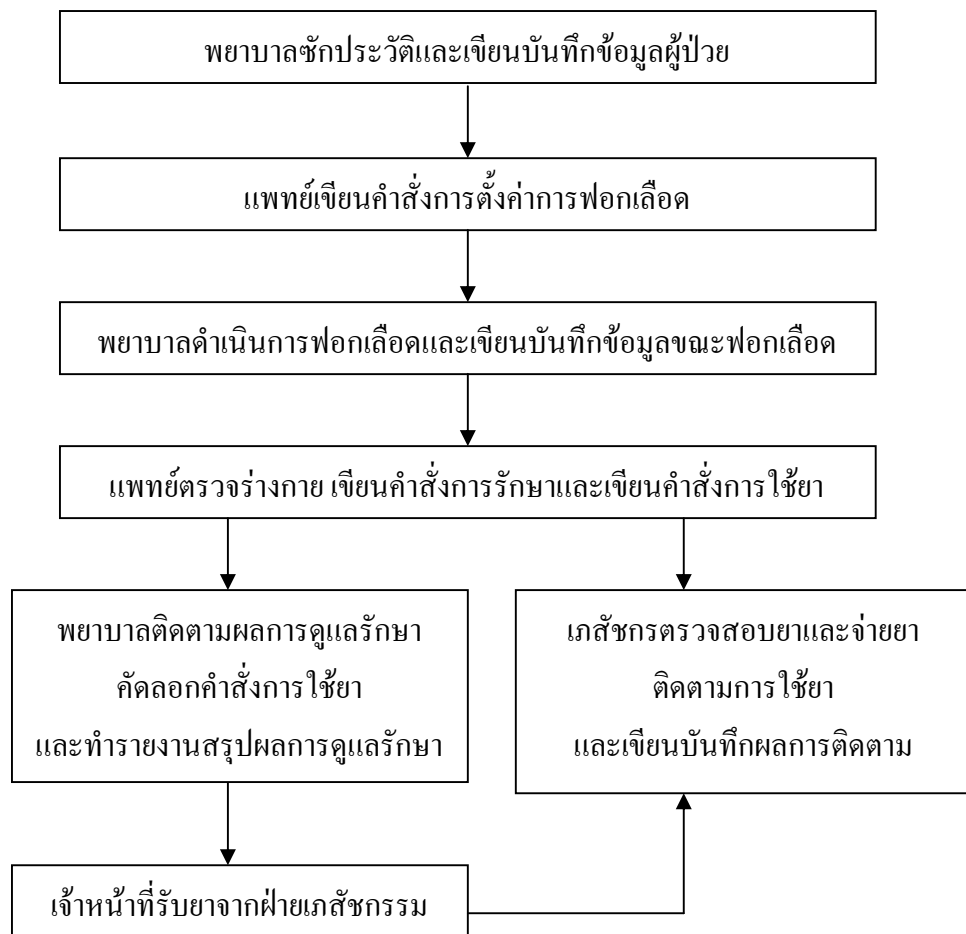 พยาบาลซักประวัติและเขียนบันทึกข้อมูลผู้ป่วย
แพทย์เขียนคำสั่งการตั้งค่าการฟอกเลือด
พยาบาลดำเนินการฟอกเลือดและเขียนบันทึกข้อมูลขณะฟอกเลือด
แพทย์ตรวจร่างกาย เขียนคำสั่งการรักษาและเขียนคำสั่งการใช้ยา
พยาบาลติดตามผลการดูแลรักษา
คัดลอกคำสั่งการใช้ยา
และทำรายงานสรุปผลการดูแลรักษา
เภสัชกรตรวจสอบยาและจ่ายยา
ติดตามการใช้ยา
และเขียนบันทึกผลการติดตาม
เจ้าหน้าที่รับยาจากฝ่ายเภสัชกรรม